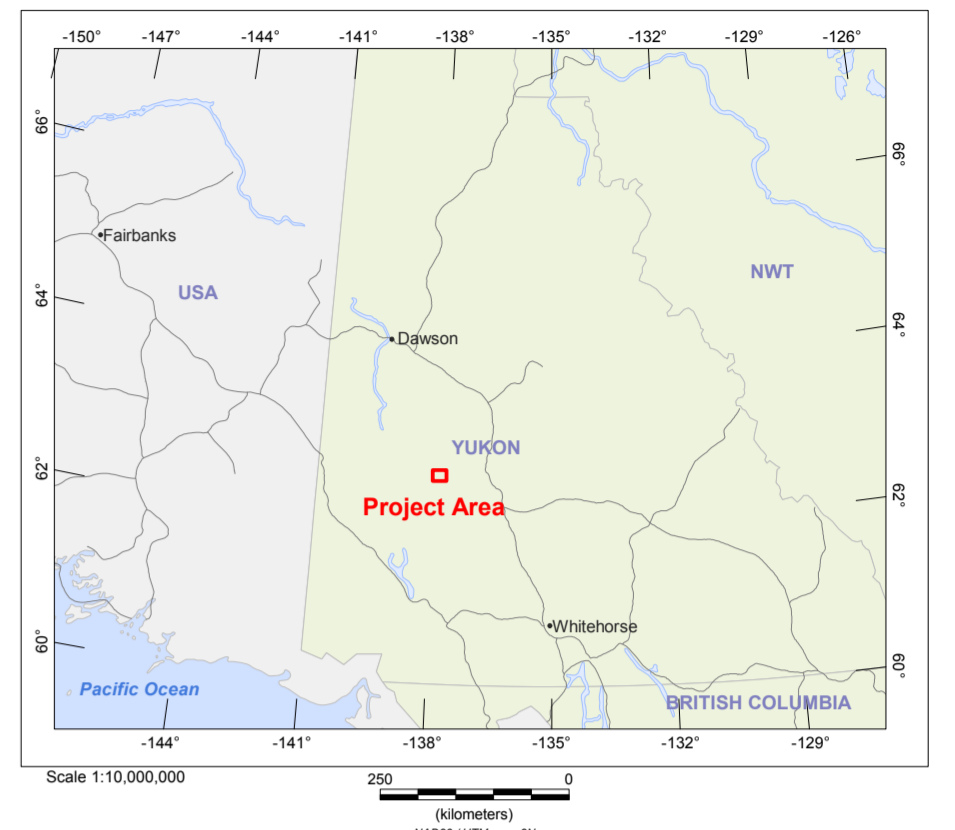 -150° -147° -144° -141° -138° -135° -132° -129° -126°
66°
66°
Fairbanks
NWT
USA
64°
64°
Dawson
YUKON
62°
Project Area
62°
Whitehorse
60°
60°
Pacific Ocean
BRITISH COLUMBIA
-144° -141° -138° -135° -132° -129°
Scale 1:10,000,000
250 0
(kilometers)